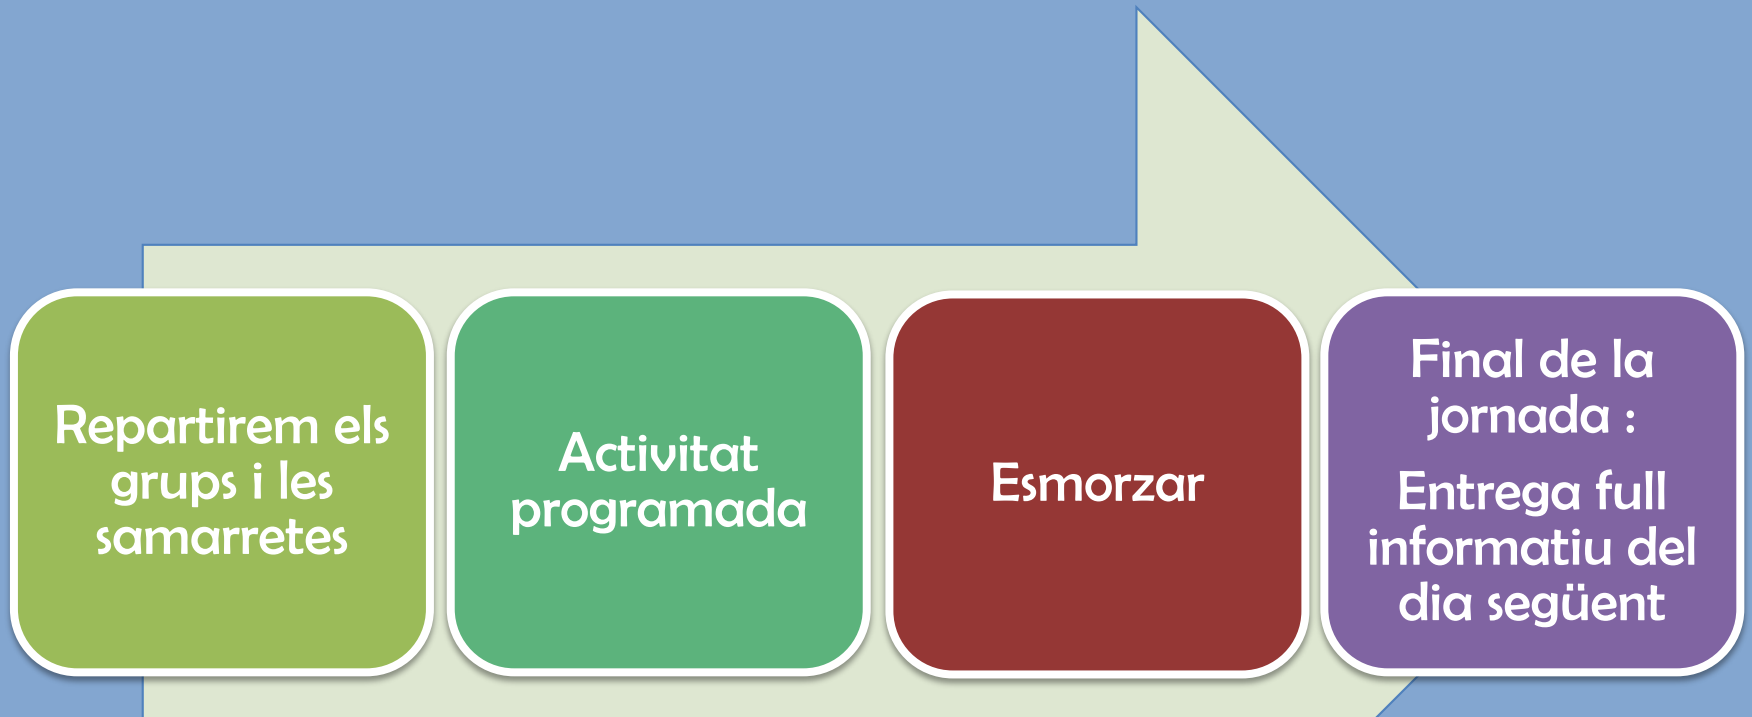 Repartirem els
grups i les
samarretes
Activitat
programada
Esmorzar
Final de la
jornada :
Entrega full
informatiu del
dia següent